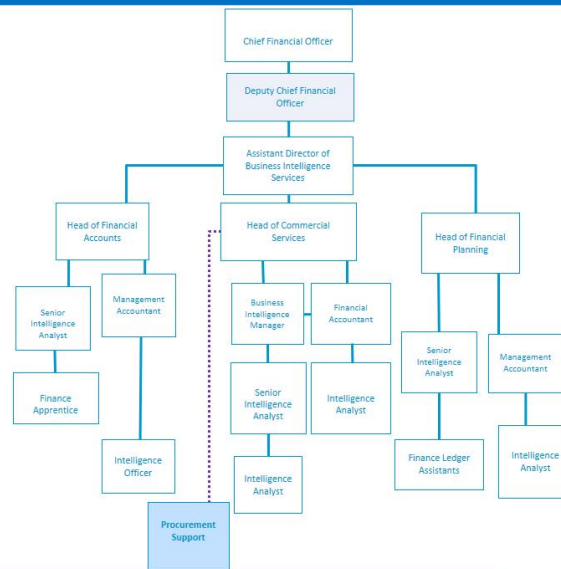 Chief Financial Officer
Deputy Chief Financial
Officer
Assistant Director of
Business Intelligence
Services
Head of Financial
Accounts
Head of Commercial
Services
Head of Financial
Planning
Senior
Intelligence
Analyst
Management
Accountant
Business
Intelligence
Manager
Financial
Accountant
Senior
Intelligence
Analyst
Management
Accountant
Finance
Apprentice
Senior
Intelligence
Analyst
Intelligence
Analyst
Intelligence
Officer
Intelligence
Analyst
Finance Ledger
Assistants
Intelligence
Analyst
Procurement
Support